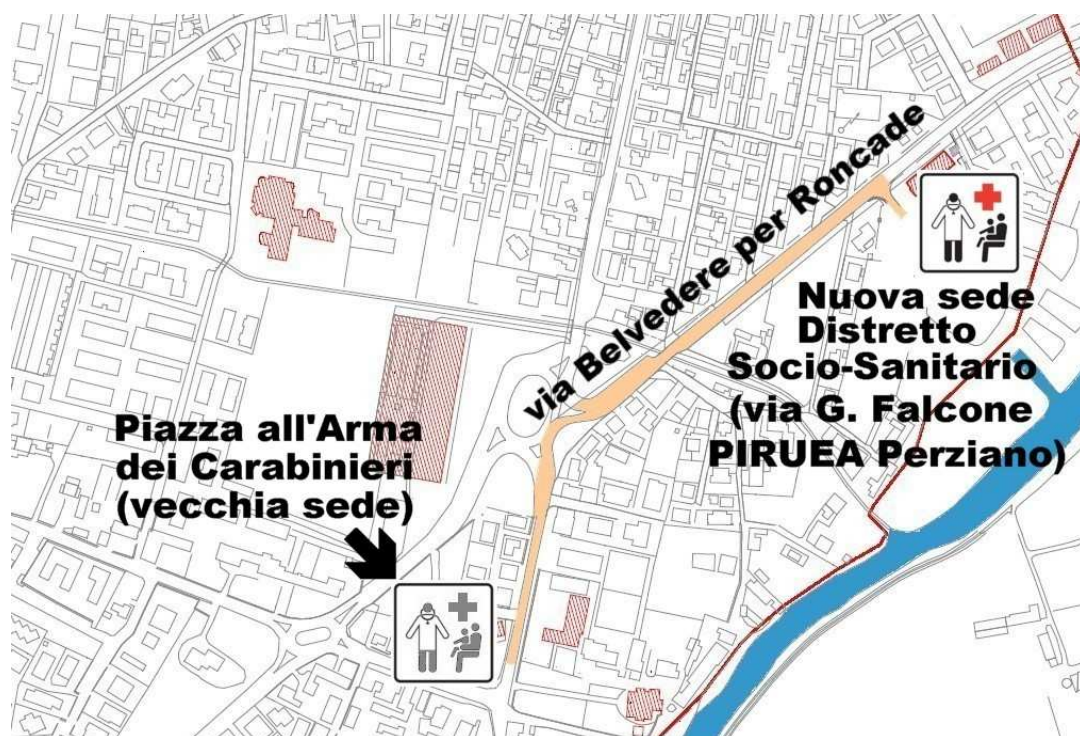 via Belvedere per Roncade
Nuova sede
Distretto
Socio-Sanitario
(via G. Falcone
PIRUEA Perziano)
Piazza all'Arma
dei Carabinieri
(vecchia sede)